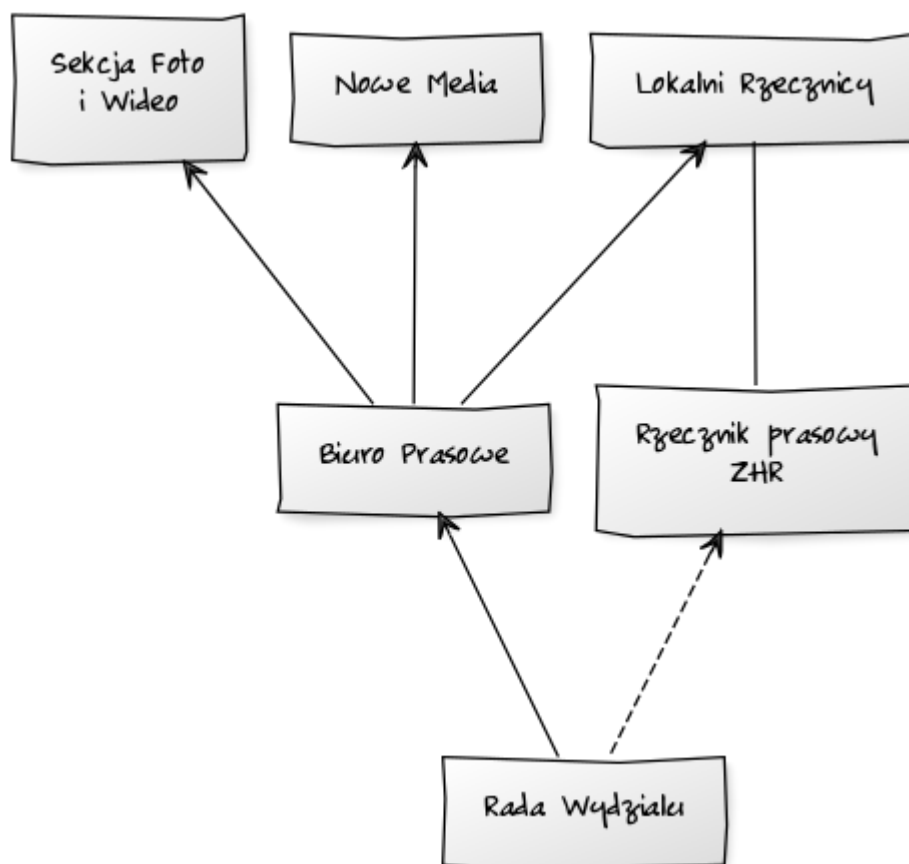 Sekcja Foto
i Wideo
Nowe Media
Lokalni Rzecznicy
Biuro Prasowe
Rzecznik prasowy
ZHR
Rada Wydziału